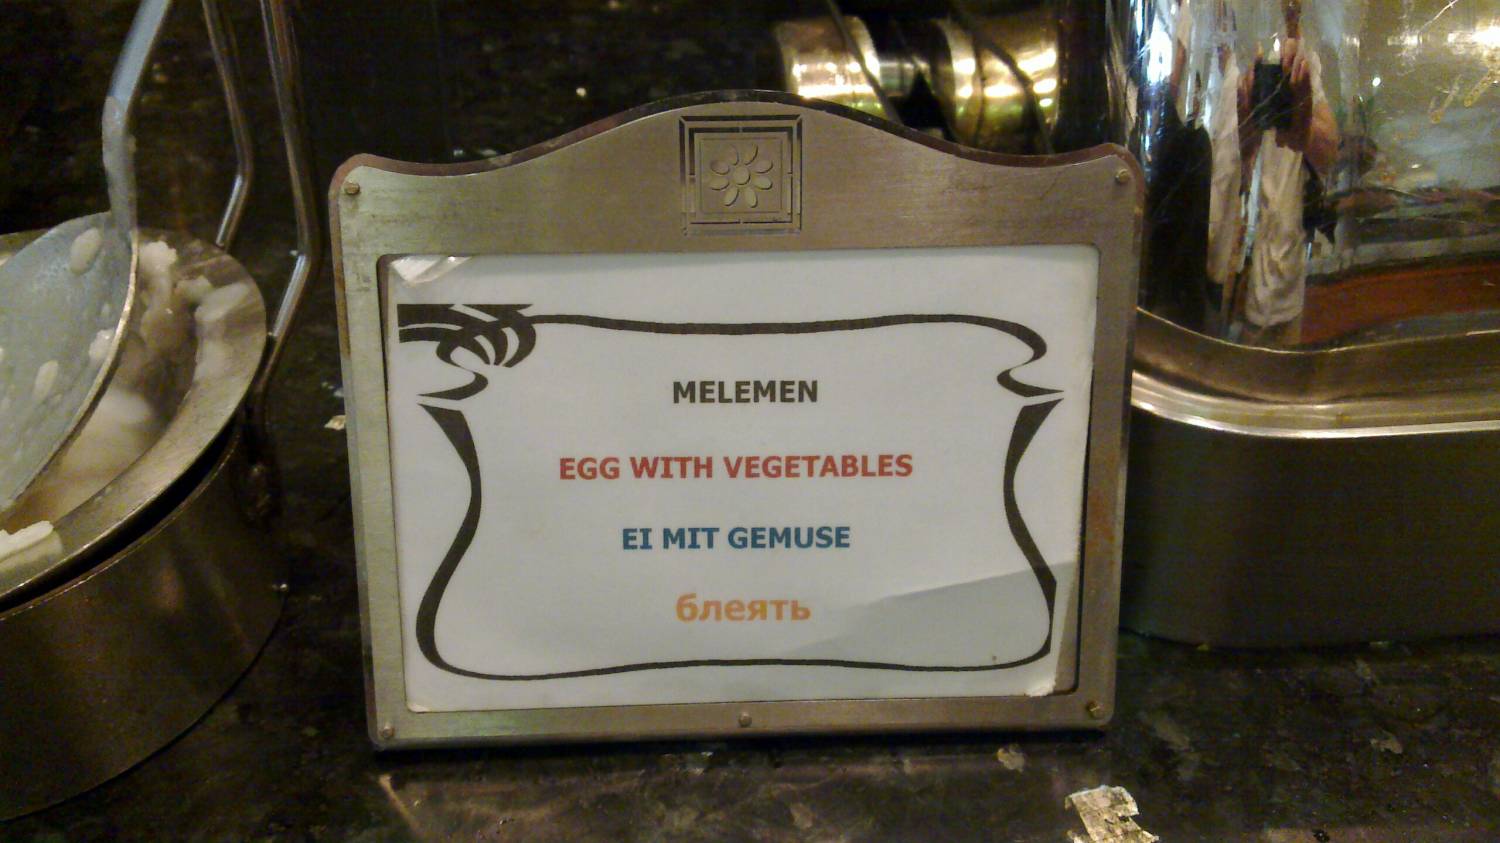 MELEMEN
EGG WITH VEGETABLES
EI MIT GEMUSE
блеять